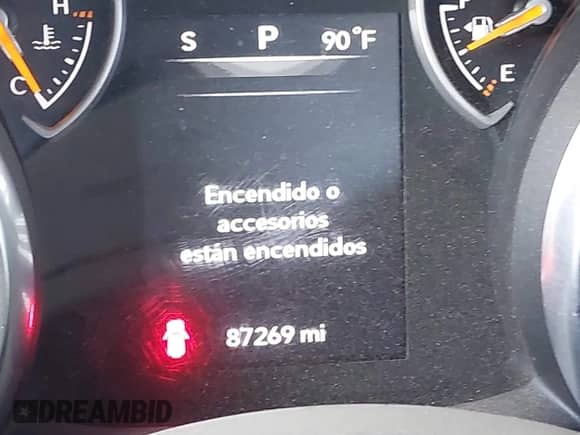 H
C
S P 90°F
F
E
Encendido o
accesorios
están encendidos
87269 mi
DREAMBID